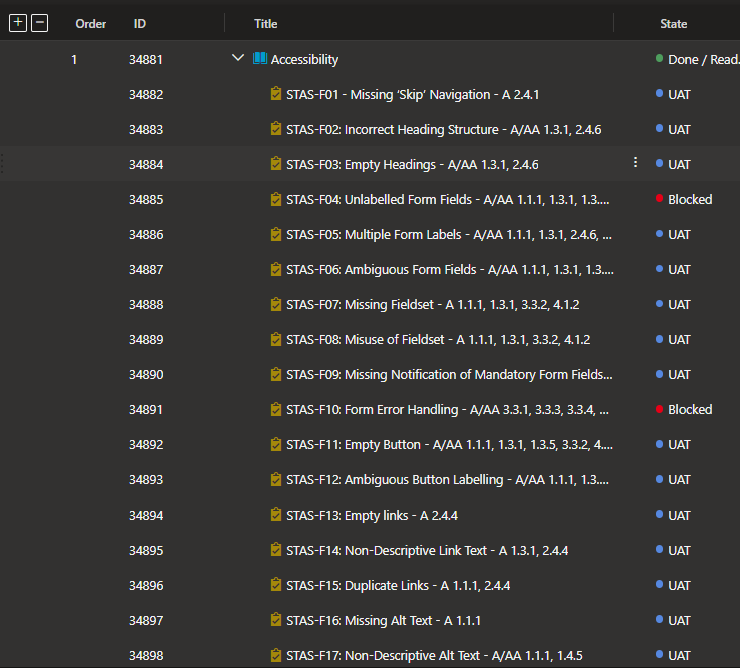 Order ID Title State
1 34881 Accessibility Done / Read.
34882 STAS-F01 - Missing ‘Skip’ Navigation - A 2.4.1 UAT
34883 STAS-F02: Incorrect Heading Structure - A/AA 1.3.1, 2.4.6 UAT
34884 STAS-F03: Empty Headings - A/AA 1.3.1, 2.4.6 UAT
34885 STAS-F04: Unlabelled Form Fields - A/AA 1.1.1, 1.3.1, 1.3.... Blocked
34886 STAS-F05: Multiple Form Labels - A/AA 1.1.1, 1.3.1, 2.4.6, ... UAT
34887 STAS-F06: Ambiguous Form Fields - A/AA 1.1.1, 1.3.1, 1.3.... UAT
34888 STAS-F07: Missing Fieldset - A 1.1.1, 1.3.1, 3.3.2, 4.1.2 UAT
34889 STAS-F08: Misuse of Fieldset - A 1.1.1, 1.3.1, 3.3.2, 4.1.2 UAT
34890 STAS-F09: Missing Notification of Mandatory Form Fields... UAT
34891 STAS-F10: Form Error Handling - A/AA 3.3.1, 3.3.3, 3.3.4, ... Blocked
34892 STAS-F11: Empty Button - A/AA 1.1.1, 1.3.1, 1.3.5, 3.3.2, 4.... UAT
34893 STAS-F12: Ambiguous Button Labelling - A/AA 1.1.1, 1.3.... UAT
34894 STAS-F13: Empty links - A 2.4.4 UAT
34895 STAS-F14: Non-Descriptive Link Text - A 1.3.1, 2.4.4 UAT
34896 STAS-F15: Duplicate Links - A 1.1.1, 2.4.4 UAT
34897 STAS-F16: Missing Alt Text - A 1.1.1 UAT
34898 STAS-F17: Non-Descriptive Alt Text - A/AA 1.1.1, 1.4.5 UAT